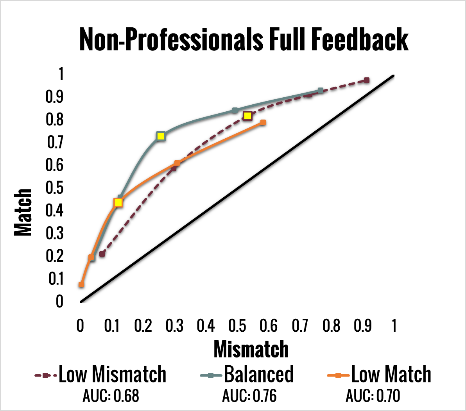 Non-Professionals Full Feedback
1
0.9
0.8
0.7
0.6
0.5
0.4
0.3
0.2
0.1
0
Match
0 0.1 0.2 0.3 0.4 0.5 0.6 0.7 0.8 0.9 1
Mismatch
Low Mismatch Balanced Low Match
AUC: 0.68 AUC: 0.76 AUC: 0.70